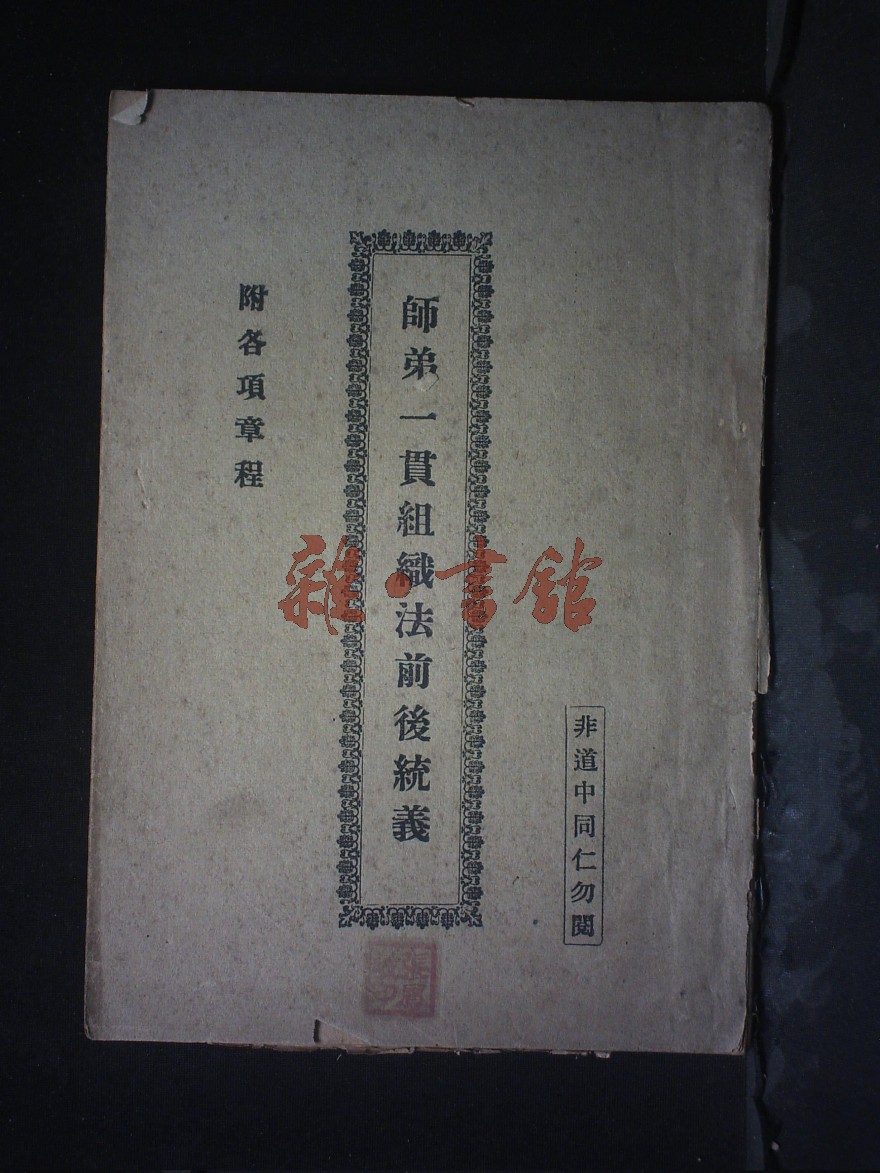 非道中同仁勿閱
師弟一貫組織法前後統義
附各項章程
雜·書館